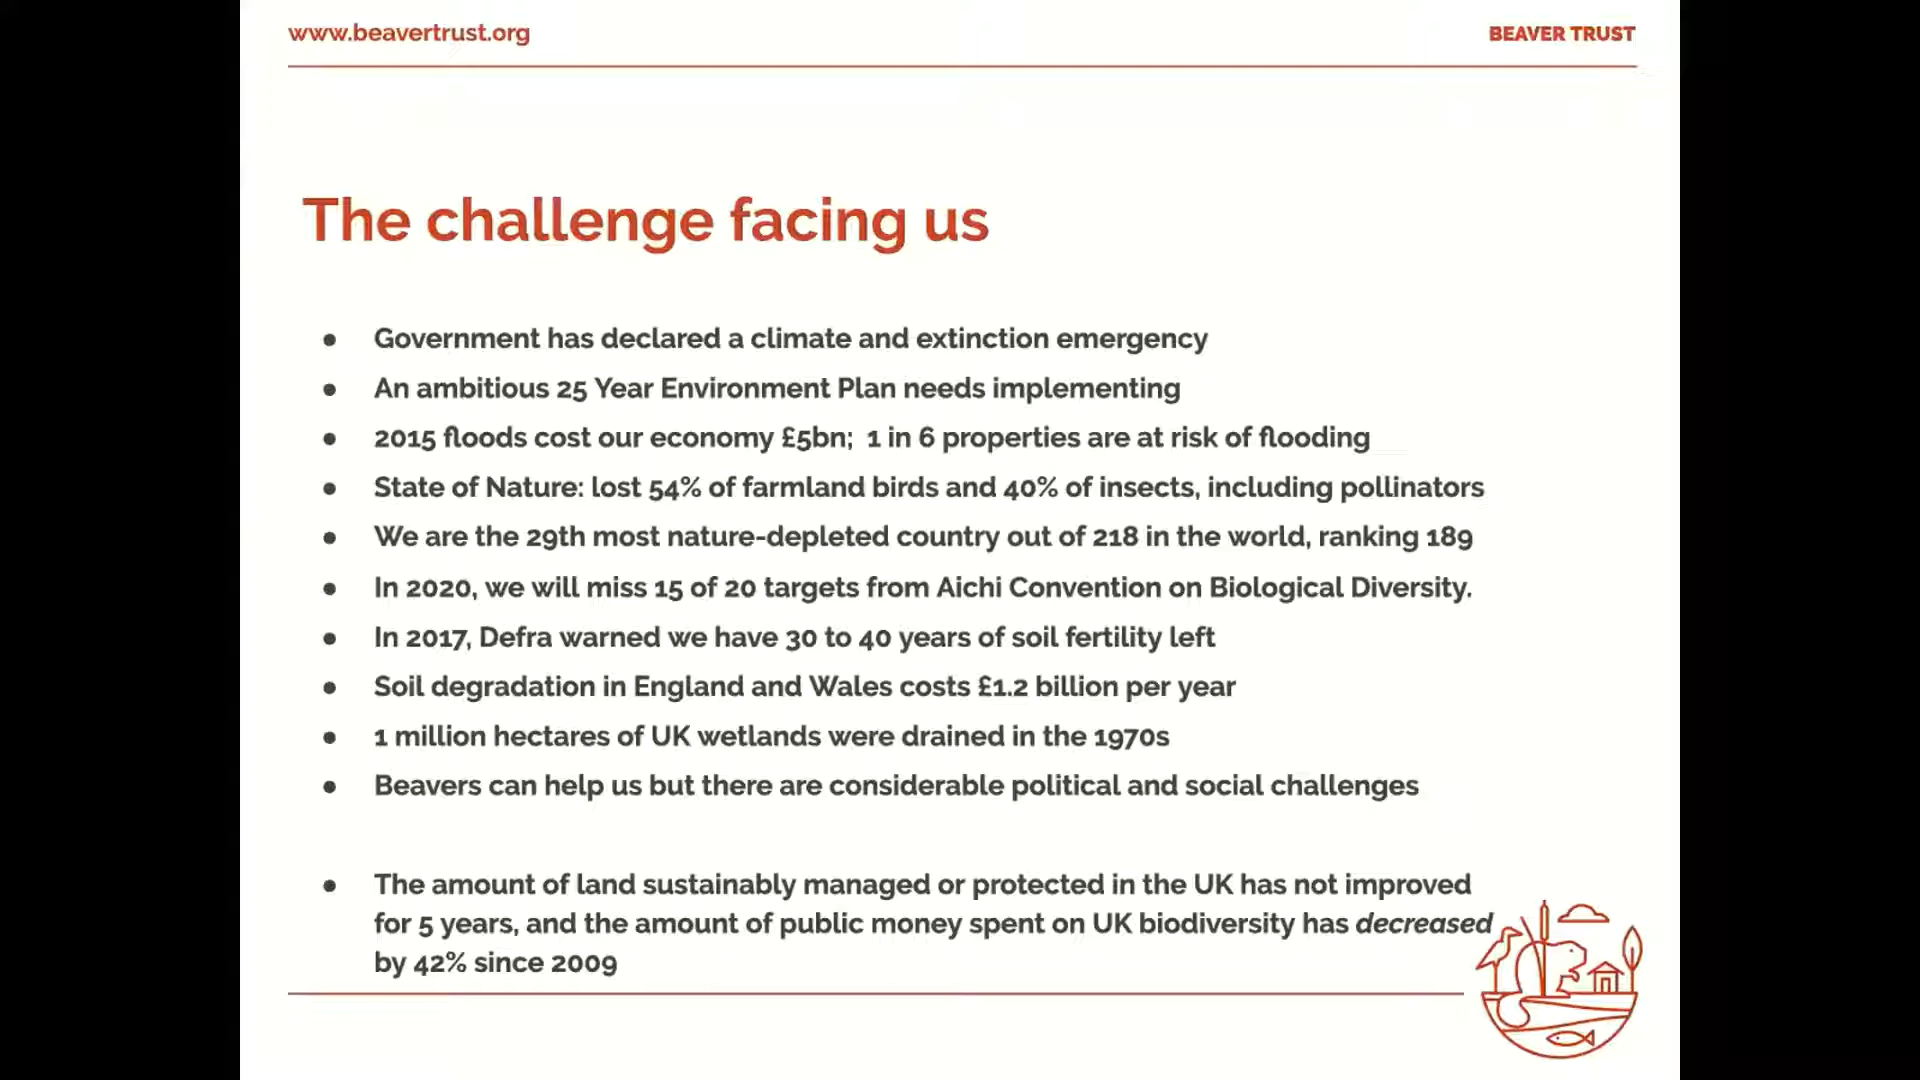 www.beavertrust.org
BEAVER TRUST
The challenge facing us
● Government has declared a climate and extinction emergency
● An ambitious 25 Year Environment Plan needs implementing
● 2015 floods cost our economy £5bn;  1 in 6 properties are at risk of flooding
● State of Nature: lost 54% of farmland birds and 40% of insects, including pollinators
● We are the 29th most nature-depleted country out of 218 in the world, ranking 189
● In 2020, we will miss 15 of 20 targets from Aichi Convention on Biological Diversity.
● In 2017, Defra warned we have 30 to 40 years of soil fertility left
● Soil degradation in England and Wales costs £1.2 billion per year
● 1 million hectares of UK wetlands were drained in the 1970s
● Beavers can help us but there are considerable political and social challenges
● The amount of land sustainably managed or protected in the UK has not improved
for 5 years, and the amount of public money spent on UK biodiversity has decreased
by 42% since 2009